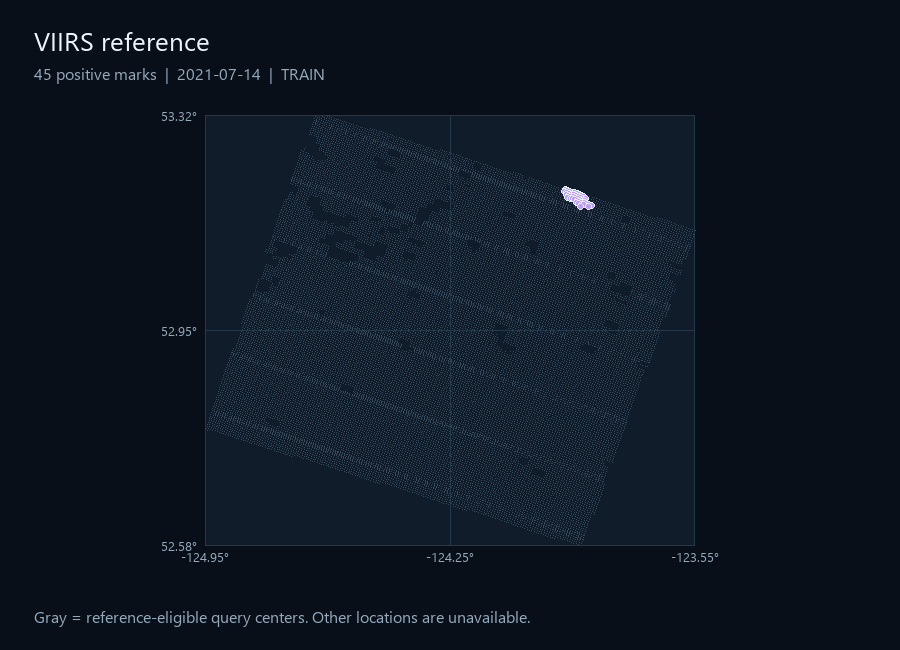 VIIRS reference
45 positive marks | 2021-07-14 | TRAIN
53.32°
52.95°
52.58°
-124.95°
-124.25°
-123.55°
Gray = reference-eligible query centers. Other locations are unavailable.